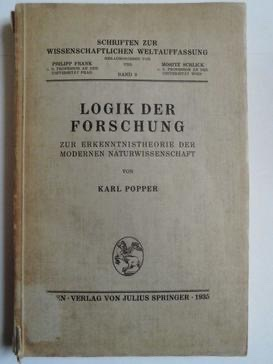 SCHRIFTEN ZUR
WISSENSCHAFTLICHEN WELTAUFFASSUNG
HERAUSGEGEBEN VON
PHILIPP FRANK UND MORITZ SCHLICK
O. Ö. PROFESSOR AN DER O. Ö. PROFESSOR AN DER
UNIVERSITÄT PRAG UNIVERSITÄT WIEN
BAND 9
LOGIK DER
FORSCHUNG
ZUR ERKENNTNISTHEORIE DER
MODERNEN NATURWISSENSCHAFT
VON
KARL POPPER
EN · VERLAG VON JULIUS SPRINGER · 1935